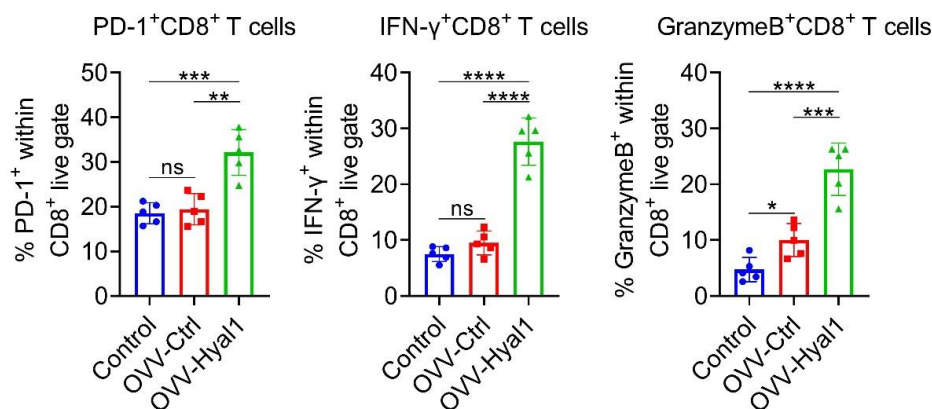 PD-1⁺CD8⁺ T cells
% PD-1⁺ within
CD8⁺ live gate
50
40
30
20
10
0
***
**
ns
Control
OVV-Ctrl
OVV-Hyal1
IFN-γ⁺CD8⁺ T cells
% IFN-γ⁺ within
CD8⁺ live gate
40
30
20
10
0
****
****
ns
Control
OVV-Ctrl
OVV-Hyal1
GranzymeB⁺CD8⁺ T cells
% GranzymeB⁺ within
CD8⁺ live gate
40
30
20
10
0
****
***
*
Control
OVV-Ctrl
OVV-Hyal1